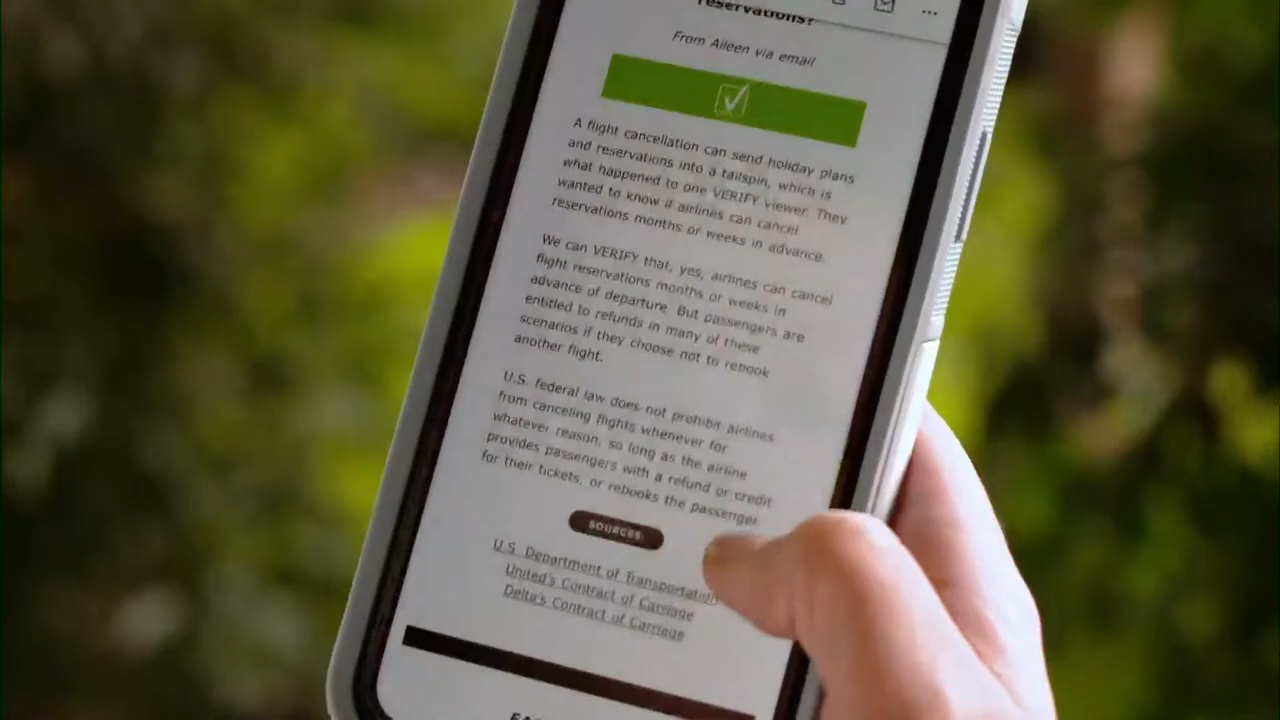 reservations?
From Aileen via email
A flight cancellation can send holiday plans
and reservations into a tailspin, which is
what happened to one VERIFY viewer. They
wanted to know if airlines can cancel
reservations months or weeks in advance.
We can VERIFY that, yes, airlines can cancel
flight reservations months or weeks in
advance of departure. But passengers are
entitled to refunds in many of these
scenarios if they choose not to rebook
another flight.
U.S. federal law does not prohibit airlines
from canceling flights whenever for
whatever reason, so long as the airline
provides passengers with a refund or credit
for their tickets, or rebooks the passenger.
SOURCES
U.S. Department of Transportation
United's Contract of Carriage
Delta's Contract of Carriage